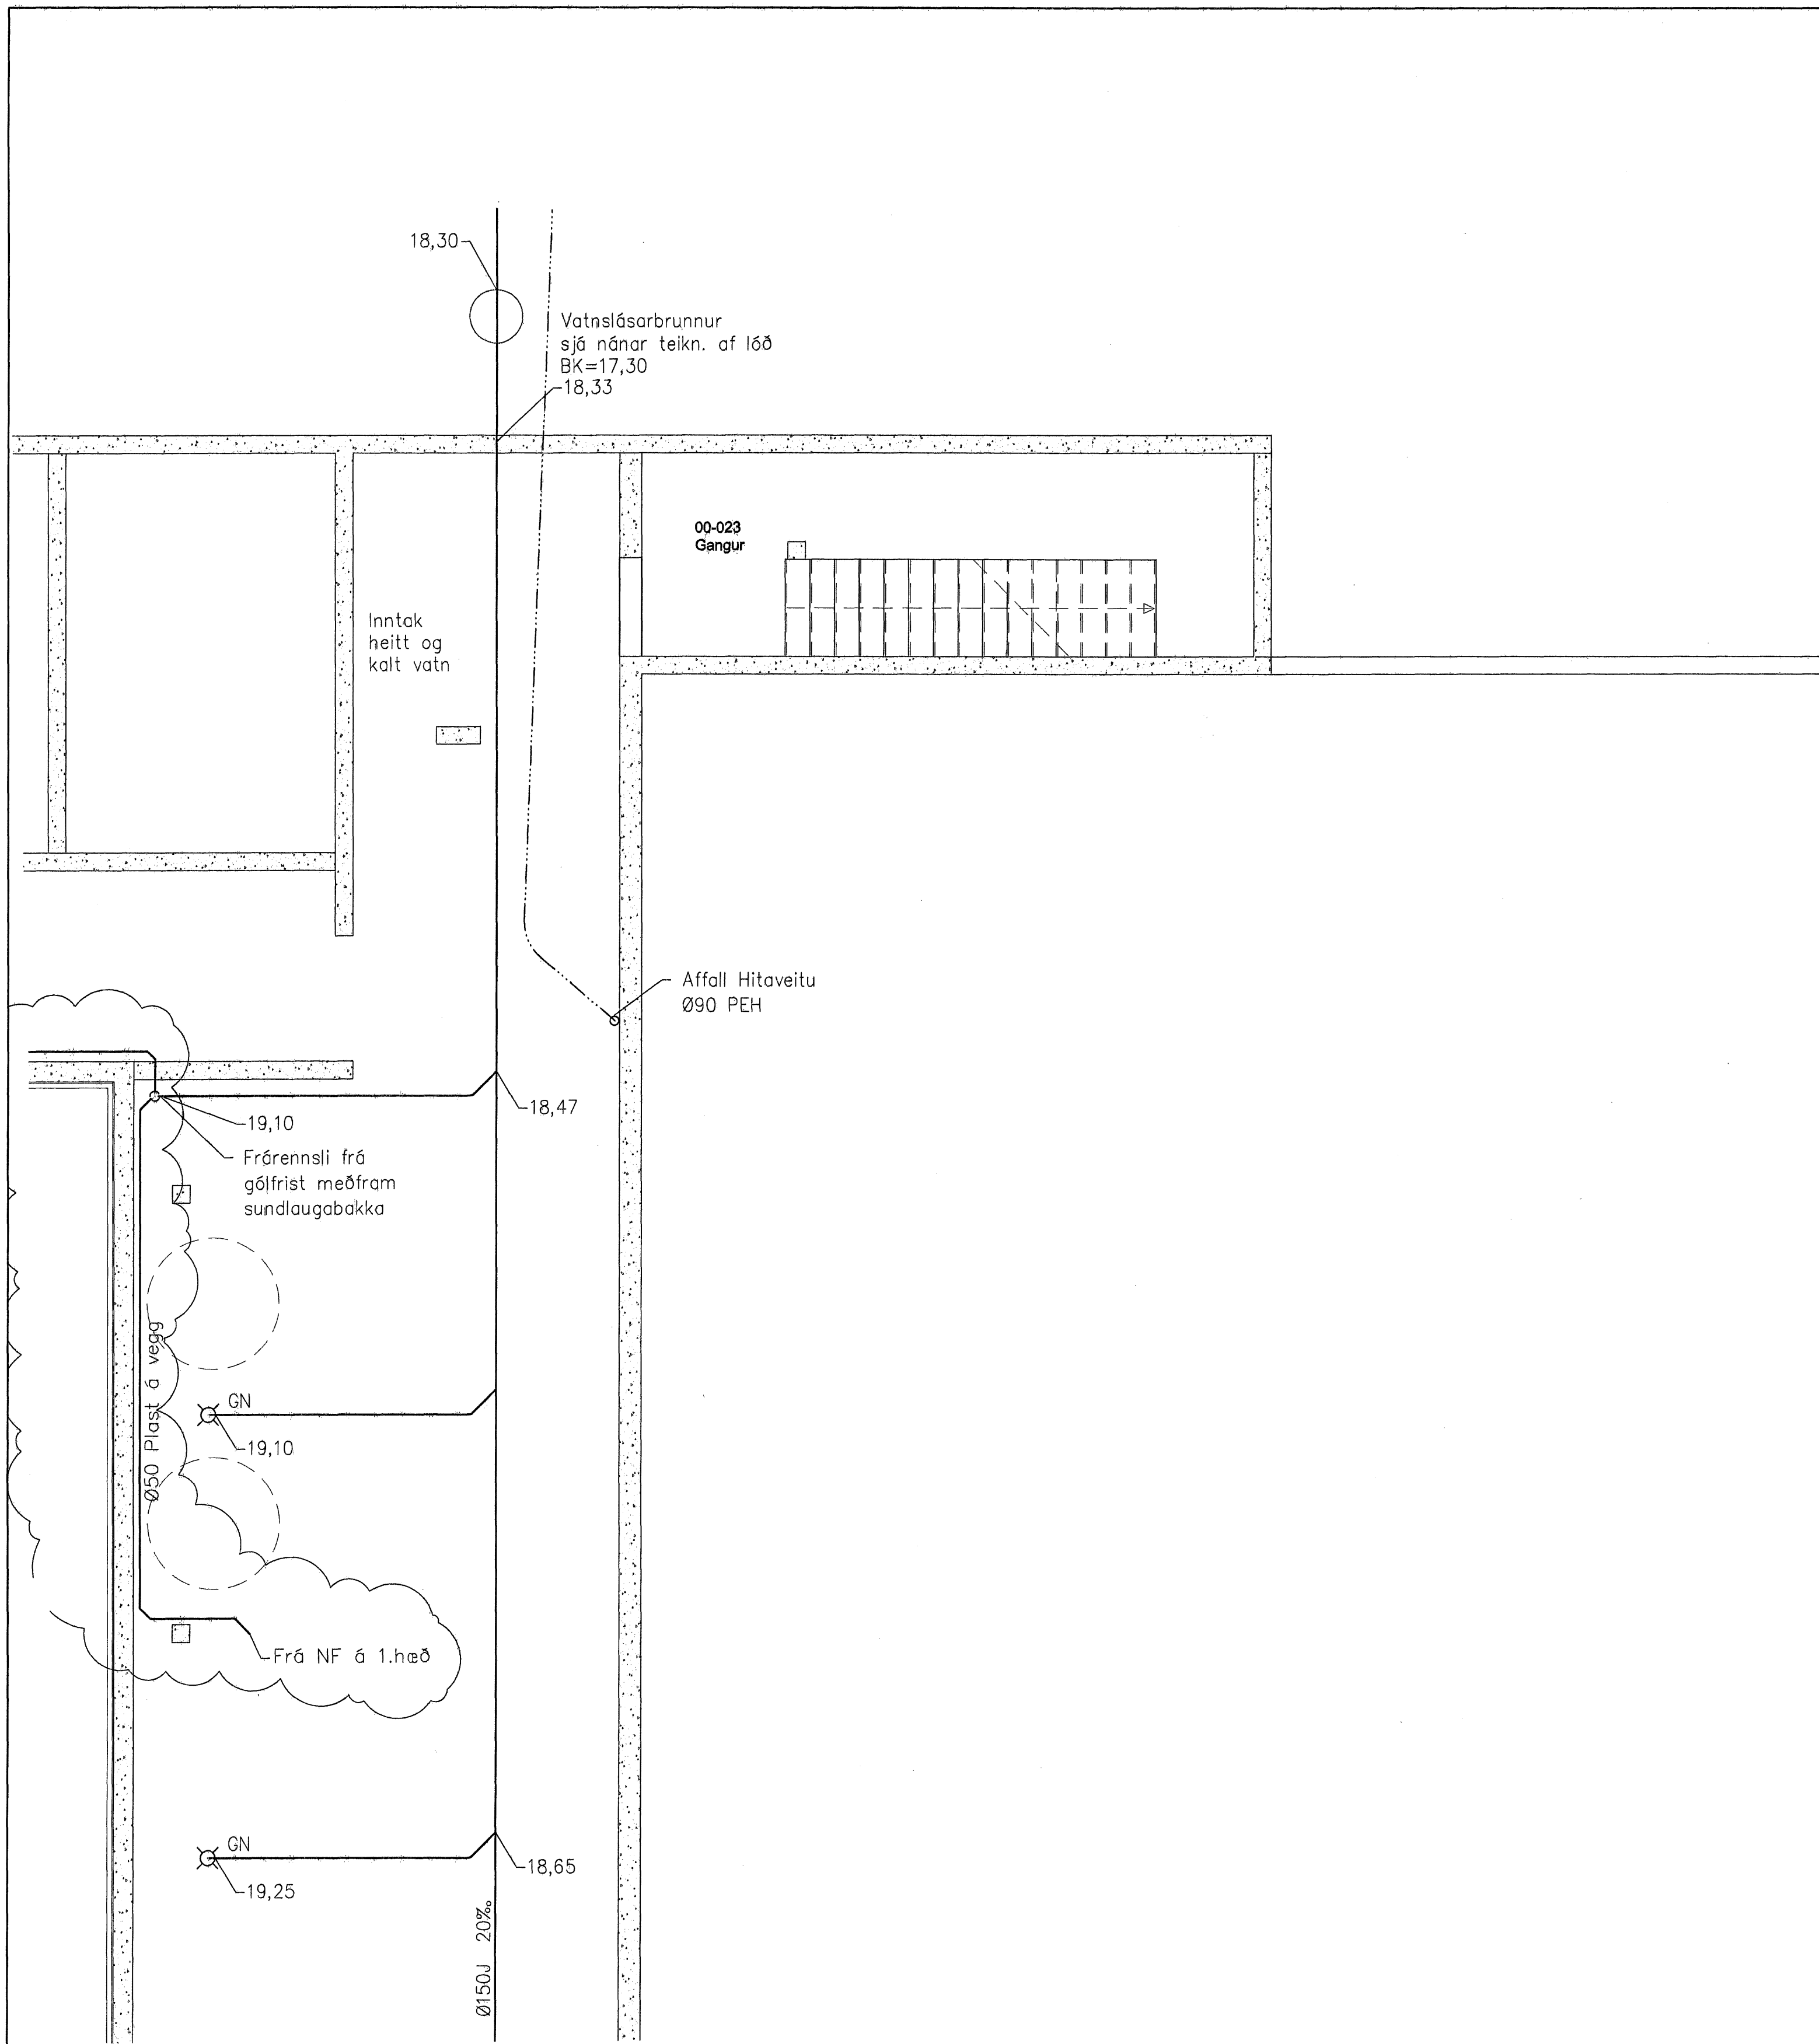 18,30
Vatnslásarbrunnur
sjá nánar teikn. af lóð
BK=17,30
18,33
00-023
Gangur
Inntak
heitt og
kalt vatn
Affall Hitaveitu
Ø90 PEH
18,47
19,10
Frárennsli frá
gólfrist meðfram
sundlaugabakka
Ø50 Plast á vegg
GN
19,10
Frá NF á 1.hæð
GN
18,65
19,25
Ø150J 20‰